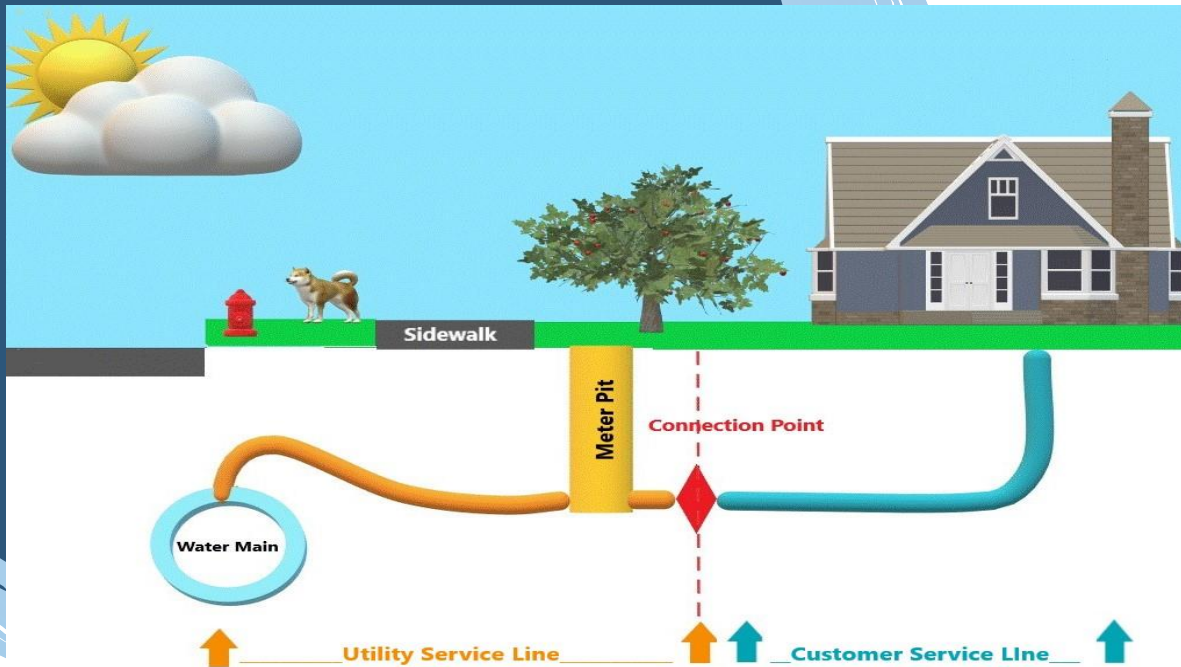 Sidewalk
Meter Pit
Connection Point
Water Main
Utility Service Line
Customer Service LIne